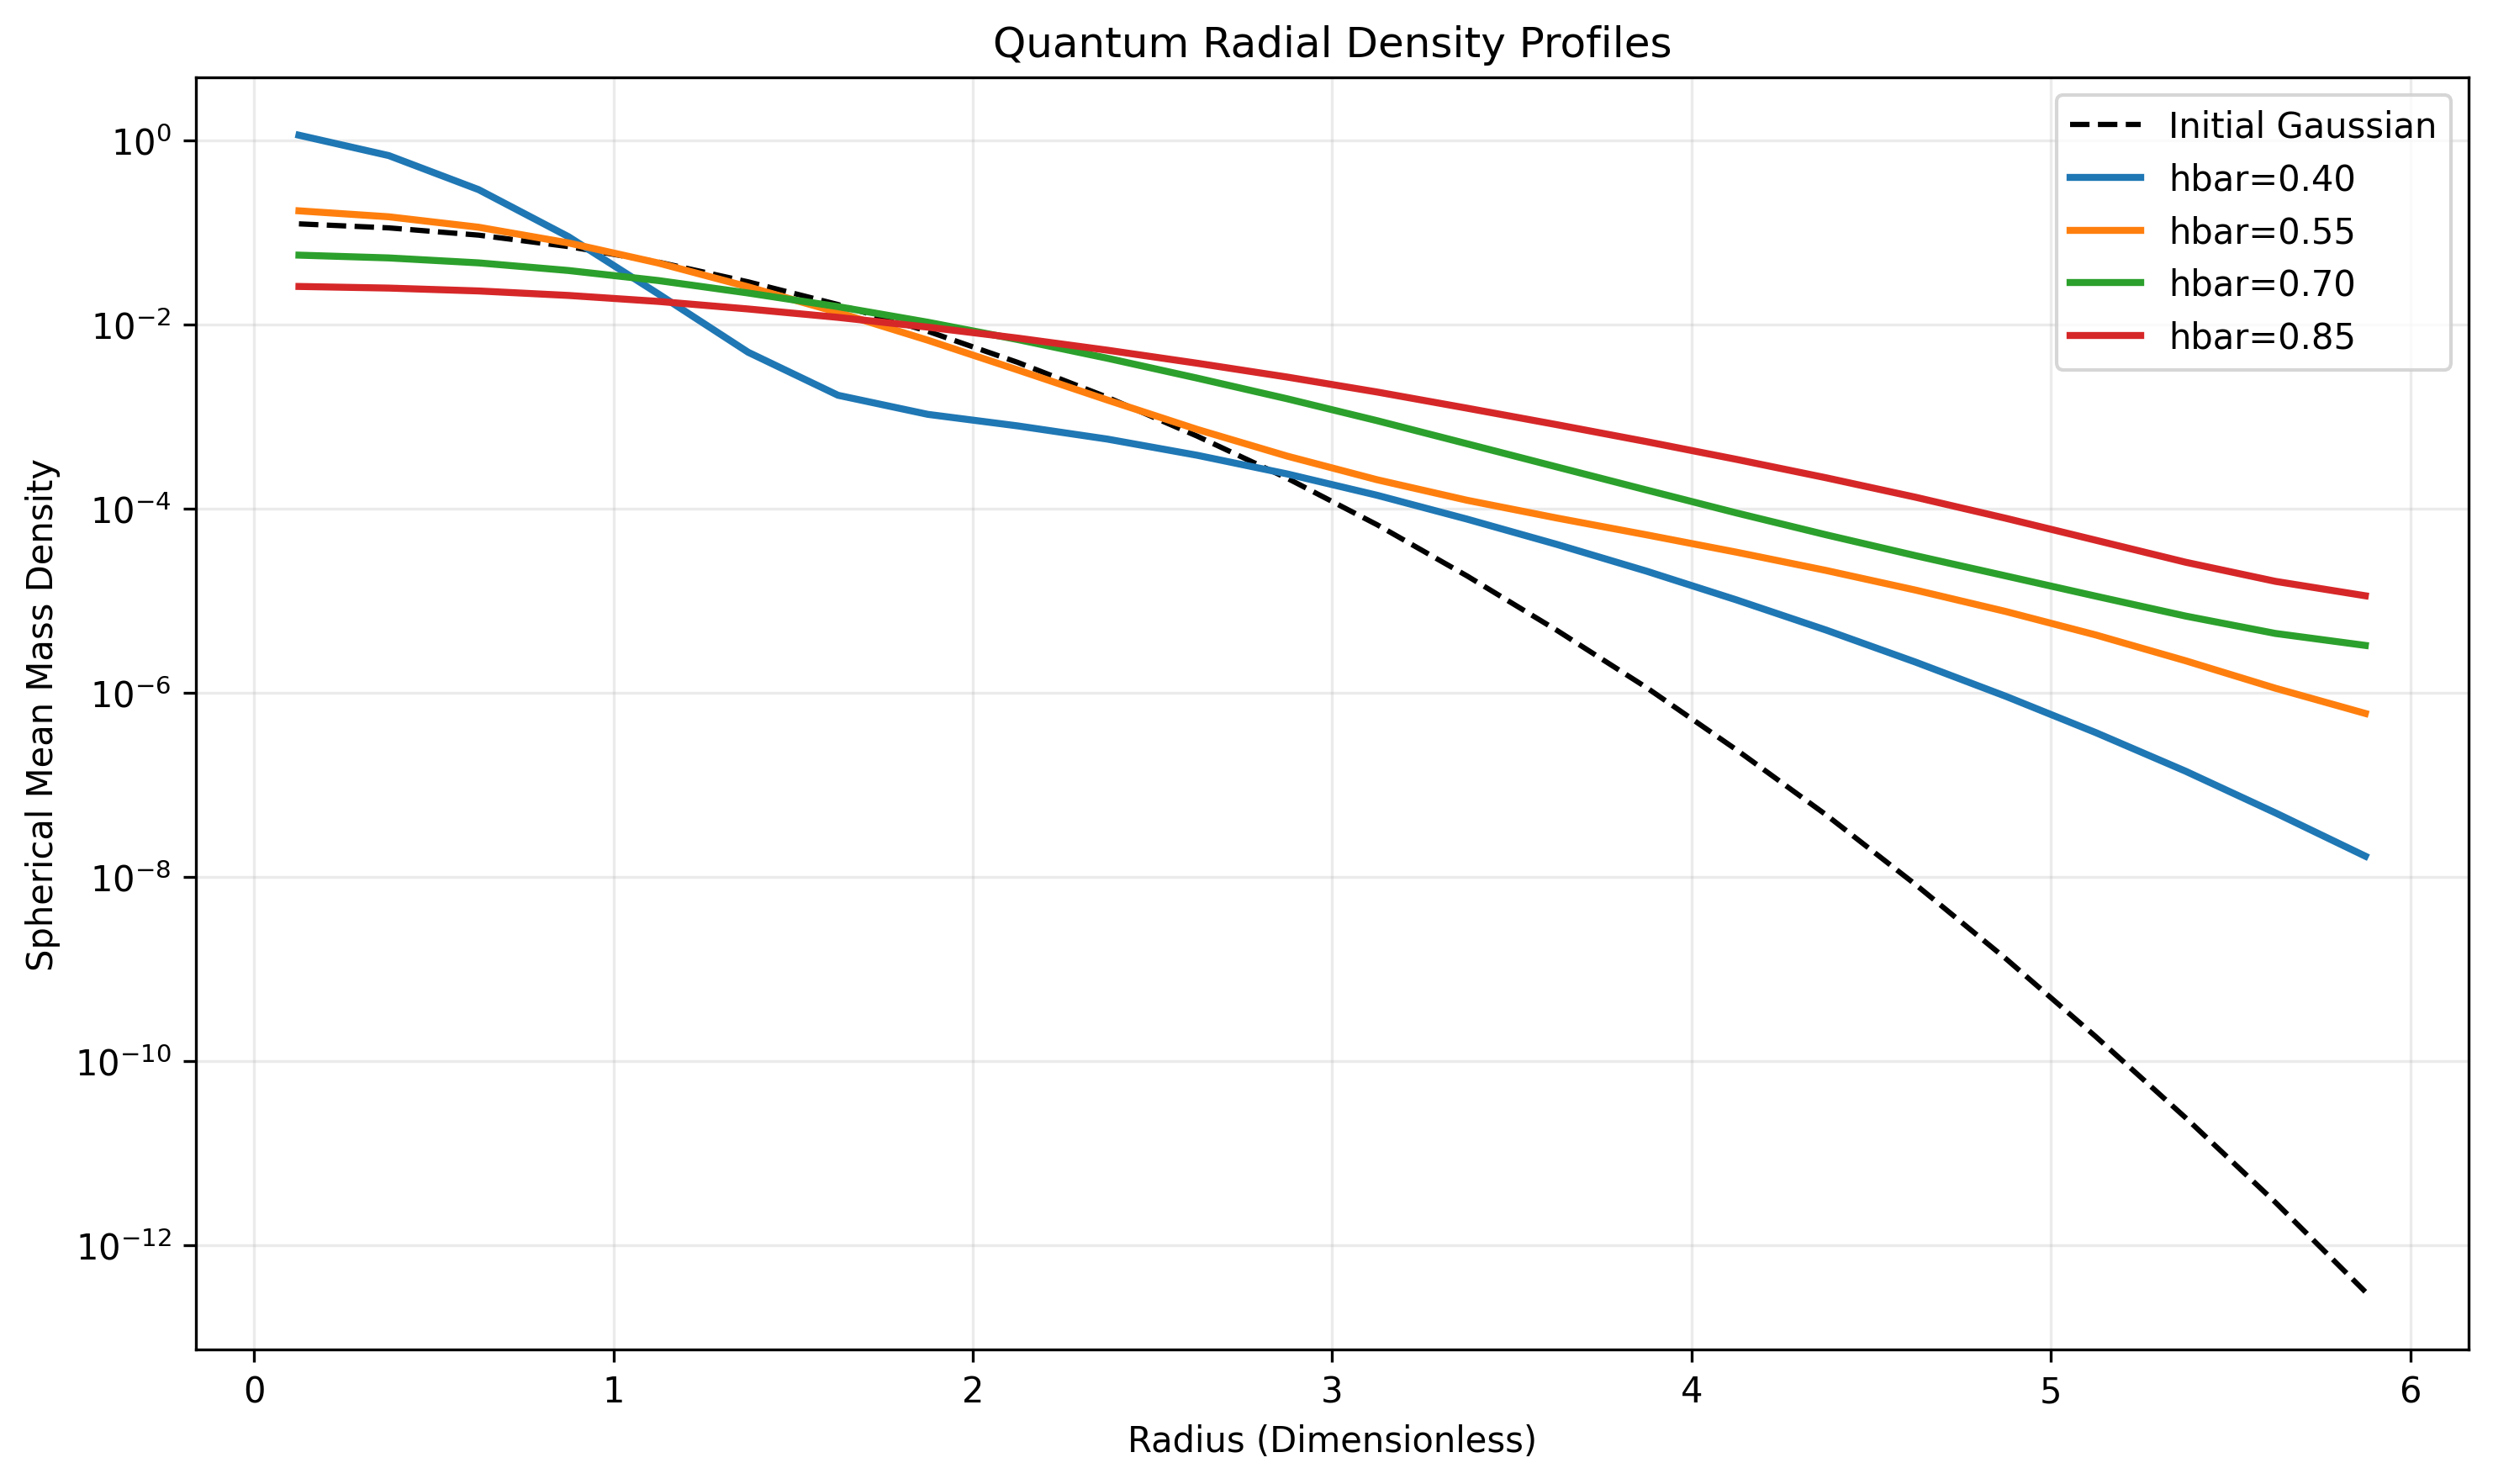 Quantum Radial Density Profiles
Initial Gaussian
hbar=0.40
hbar=0.55
hbar=0.70
hbar=0.85
10⁰
10⁻²
10⁻⁴
10⁻⁶
10⁻⁸
10⁻¹⁰
10⁻¹²
Spherical Mean Mass Density
0 1 2 3 4 5 6
Radius (Dimensionless)